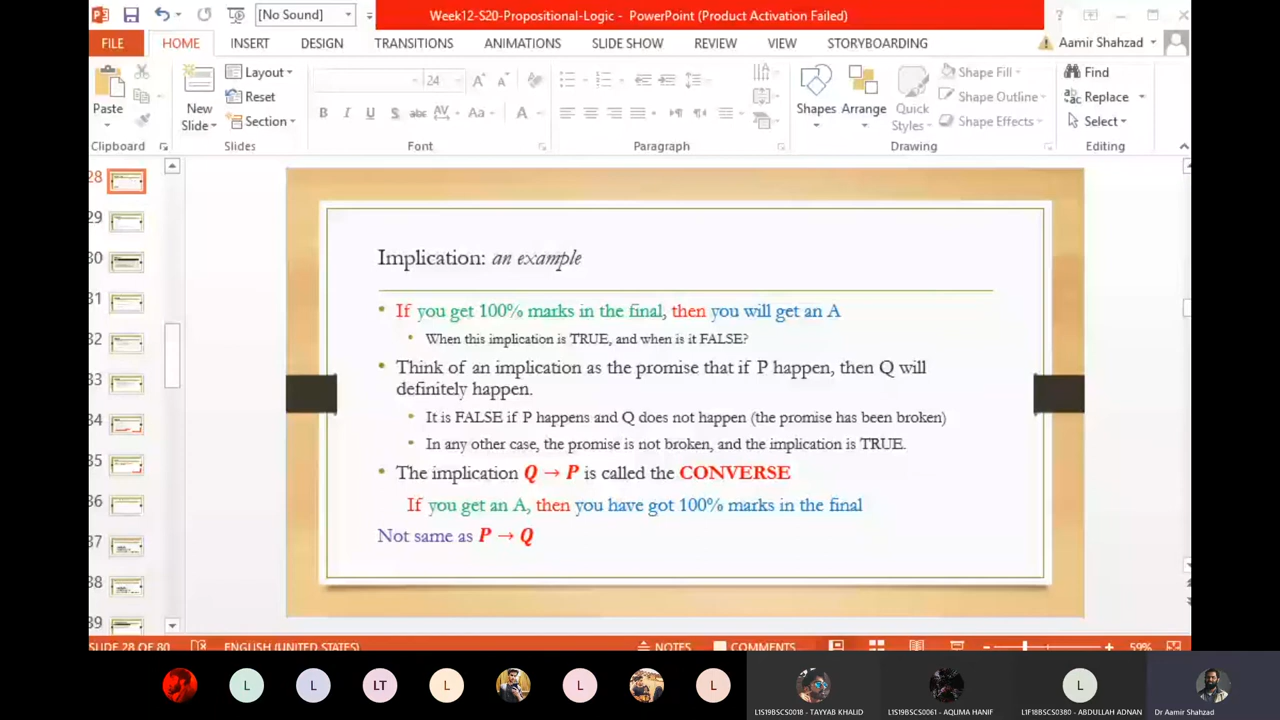 [No Sound]
Week12-S20-Propositional-Logic - PowerPoint (Product Activation Failed)
?
FILE HOME INSERT DESIGN TRANSITIONS ANIMATIONS SLIDE SHOW REVIEW VIEW STORYBOARDING Aamir Shahzad
Paste
New
Slide
Layout
Reset
Section
24
B I U S abc AV Aa A
Shapes
Arrange
Quick
Styles
Shape Fill
Shape Outline
Shape Effects
Find
Replace
Select
Clipboard Slides Font Paragraph Drawing Editing
28
29
30
31
32
33
34
35
36
37
38
39
Implication: an example
• If you get 100% marks in the final, then you will get an A
• When this implication is TRUE, and when is it FALSE?
• Think of an implication as the promise that if P happen, then Q will
definitely happen.
• It is FALSE if P happens and Q does not happen (the promise has been broken)
• In any other case, the promise is not broken, and the implication is TRUE.
• The implication Q → P is called the CONVERSE
If you get an A, then you have got 100% marks in the final
Not same as P → Q
SLIDE 28 OF 80 ENGLISH (UNITED STATES) NOTES COMMENTS 59%
L L LT L L L L
L1S19BSCS0018 - TAYYAB KHALID
L1S19BSCS0061 - AQLIMA HANIF
L1F18BSCS0380 - ABDULLAH ADNAN
Dr Aamir Shahzad